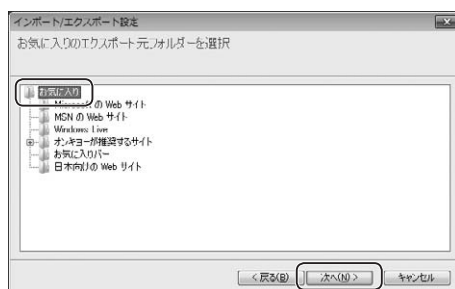 インポート/エクスポート設定
お気に入りのエクスポート元フォルダーを選択
お気に入り
Microsoft の Web サイト
MSN の Web サイト
Windows Live
オンキヨーが推奨するサイト
お気に入りバー
日本向けの Web サイト
< 戻る(B) 次へ(N) > キャンセル